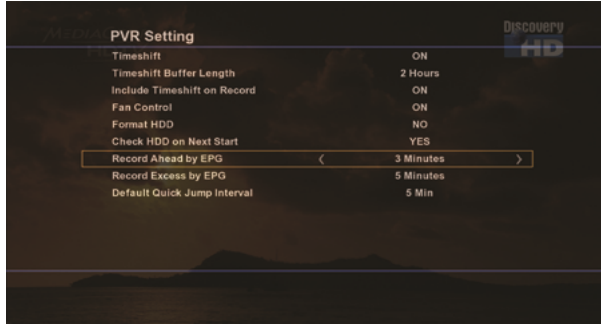 PVR Setting
Discovery
HD
Timeshift ON
Timeshift Buffer Length 2 Hours
Include Timeshift on Record ON
Fan Control ON
Format HDD NO
Check HDD on Next Start YES
Record Ahead by EPG 3 Minutes
Record Excess by EPG 5 Minutes
Default Quick Jump Interval 5 Min